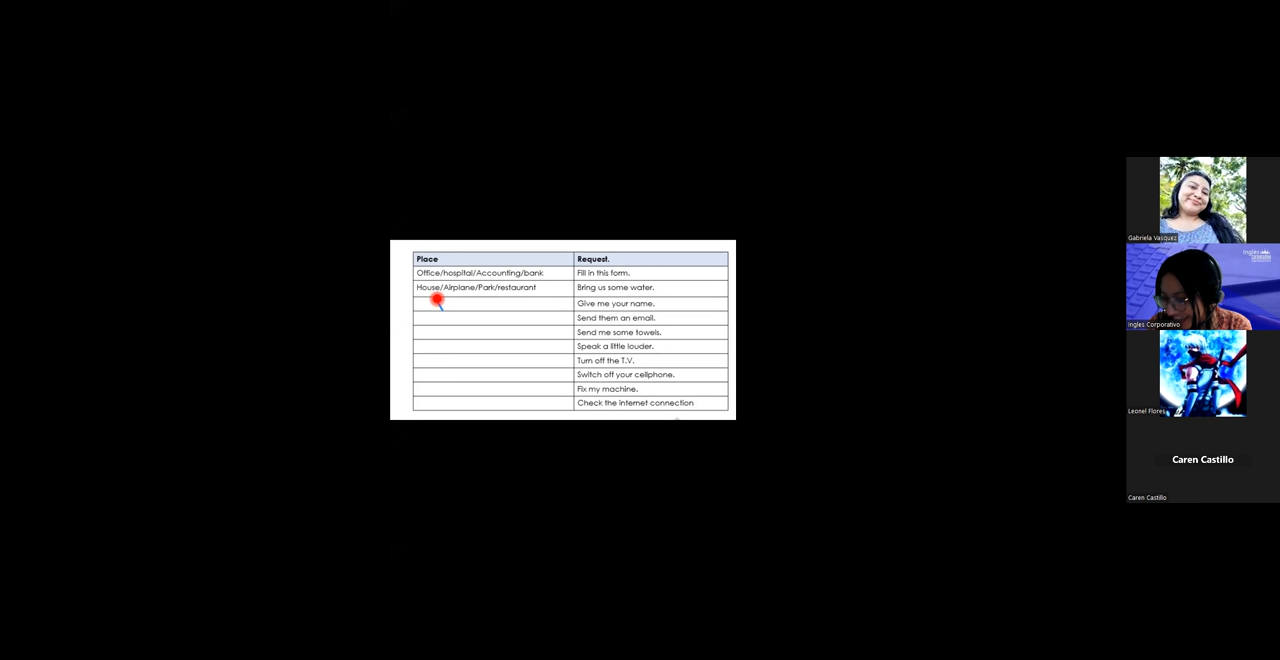 Place Request.
Office/hospital/Accounting/bank Fill in this form.
House/Airplane/Park/restaurant Bring us some water.
Give me your name.
Send them an email.
Send me some towels.
Speak a little louder.
Turn off the T.V.
Switch off your cellphone.
Fix my machine.
Check the internet connection
Gabriela Vasquez
Inglés
Corporativo
Ingles Corporativo
Leonel Flores
Caren Castillo
Caren Castillo